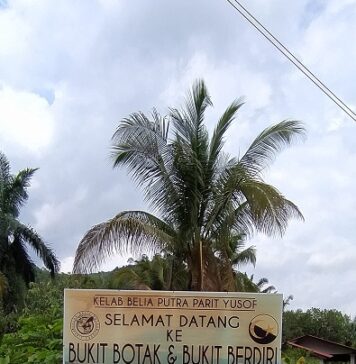 KELAB BELIA PUTRA PARIT YUSOF
SELAMAT DATANG
KE
BUKIT BOTAK & BUKIT BERDIRI